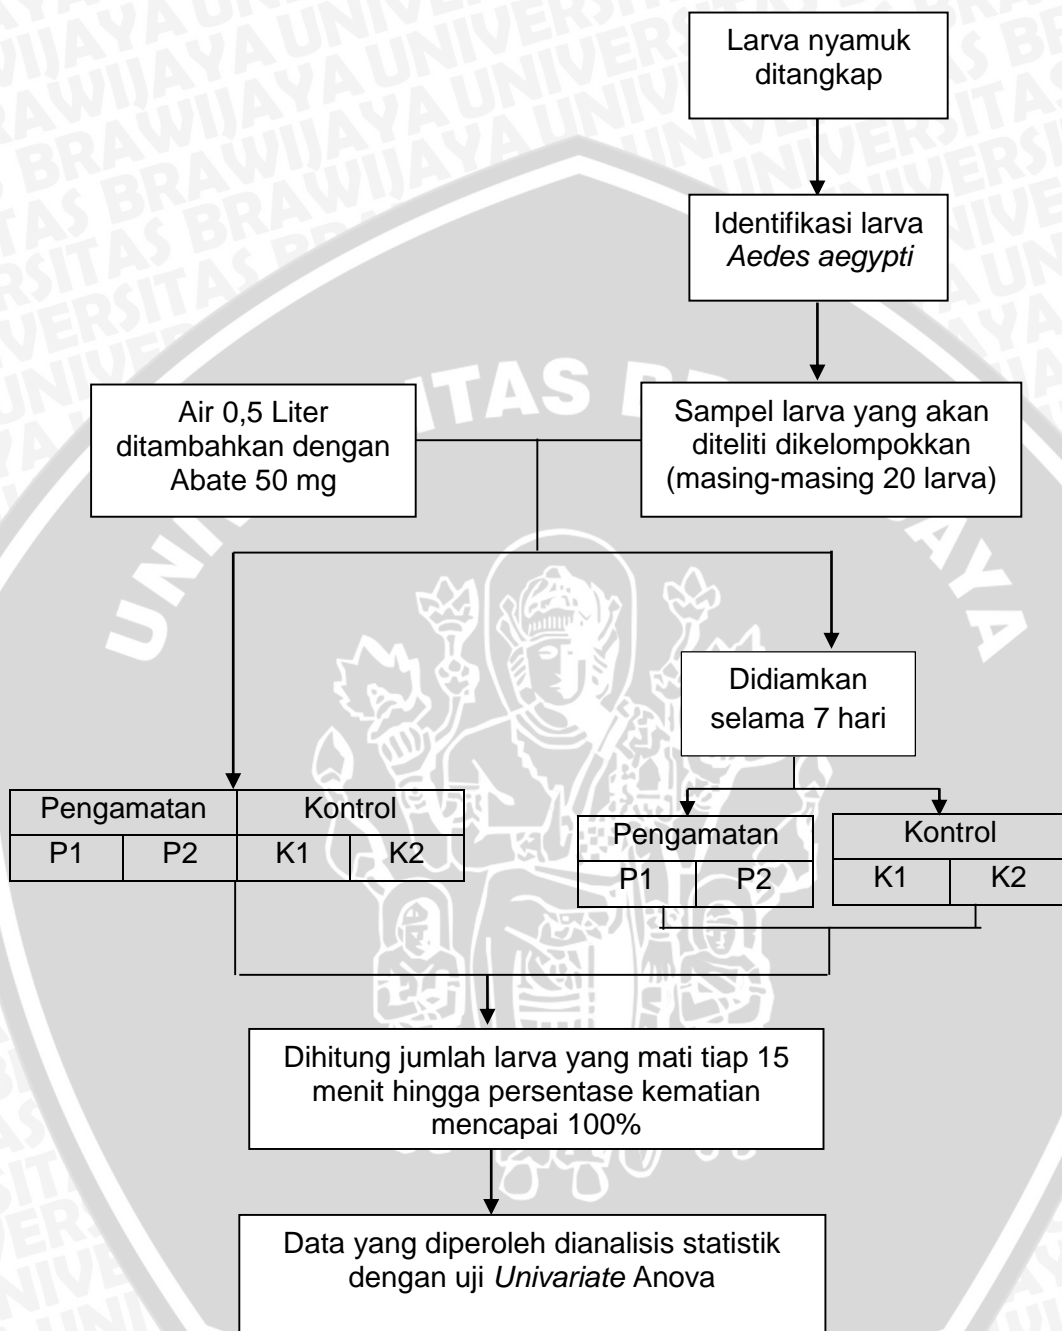 Larva nyamuk
ditangkap
Identifikasi larva
Aedes aegypti
Air 0,5 Liter
ditambahkan dengan
Abate 50 mg
Sampel larva yang akan
diteliti dikelompokkan
(masing-masing 20 larva)
Didiamkan
selama 7 hari
Pengamatan Kontrol
P1 P2 K1 K2
Pengamatan
P1 P2
Kontrol
K1 K2
Dihitung jumlah larva yang mati tiap 15
menit hingga persentase kematian
mencapai 100%
Data yang diperoleh dianalisis statistik
dengan uji Univariate Anova